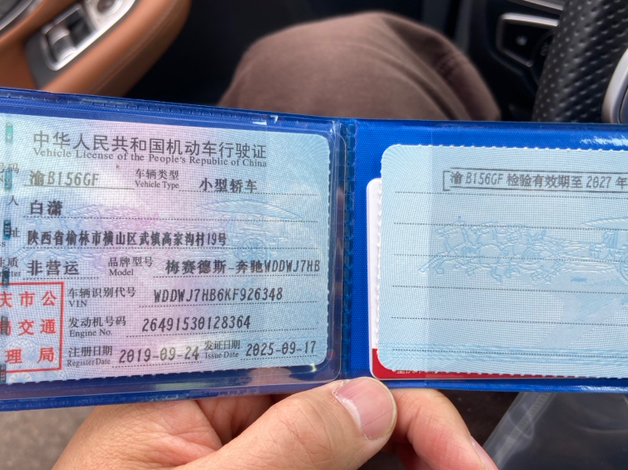 中华人民共和国机动车行驶证
Vehicle License of the People's Republic of China
渝B156GF 车辆类型 Vehicle Type 小型轿车
人 白潇
址 陕西省榆林市横山区武镇高家沟村19号
性质 非营运 品牌型号 Model 梅赛德斯-奔驰WDDWJ7HB
车辆识别代号 VIN WDDWJ7HB6KF926348
发动机号码 Engine No. 26491530128364
注册日期 Register Date 2019-09-24 发证日期 Issue Date 2025-09-17
庆市公
局交通
理局
渝B156GF 检验有效期至 2027 年